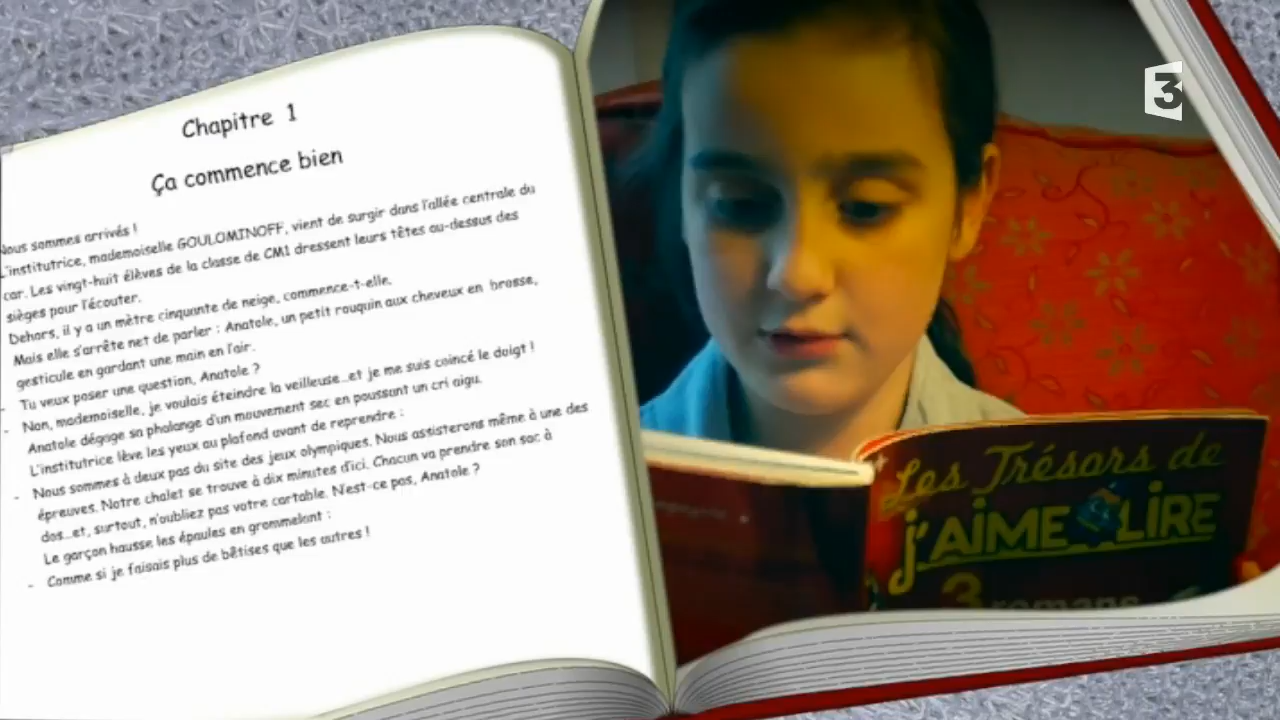 Chapitre 1
Ça commence bien
Nous sommes arrivés !
L'institutrice, mademoiselle GOULOMINOFF, vient de surgir dans l'allée centrale du
car. Les vingt-huit élèves de la classe de CM1 dressent leurs têtes au-dessus des
sièges pour l'écouter.
Dehors, il y a un mètre cinquante de neige, commence-t-elle.
Mais elle s'arrête net de parler : Anatole, un petit rouquin aux cheveux en brosse,
gesticule en gardant une main en l'air.
- Tu veux poser une question, Anatole ?
- Non, mademoiselle, je voulais éteindre la veilleuse...et je me suis coincé le doigt !
Anatole dégage sa phalange d'un mouvement sec en poussant un cri aigu.
L'institutrice lève les yeux au plafond avant de reprendre :
- Nous sommes à deux pas du site des jeux olympiques. Nous assisterons même à une des
épreuves. Notre chalet se trouve à dix minutes d'ici. Chacun va prendre son sac à
dos...et, surtout, n'oubliez pas votre cartable. N'est-ce pas, Anatole ?
Le garçon hausse les épaules en grommelant :
- Comme si je faisais plus de bêtises que les autres !
3
Les Trésors de
j'AIME LIRE
3 romans